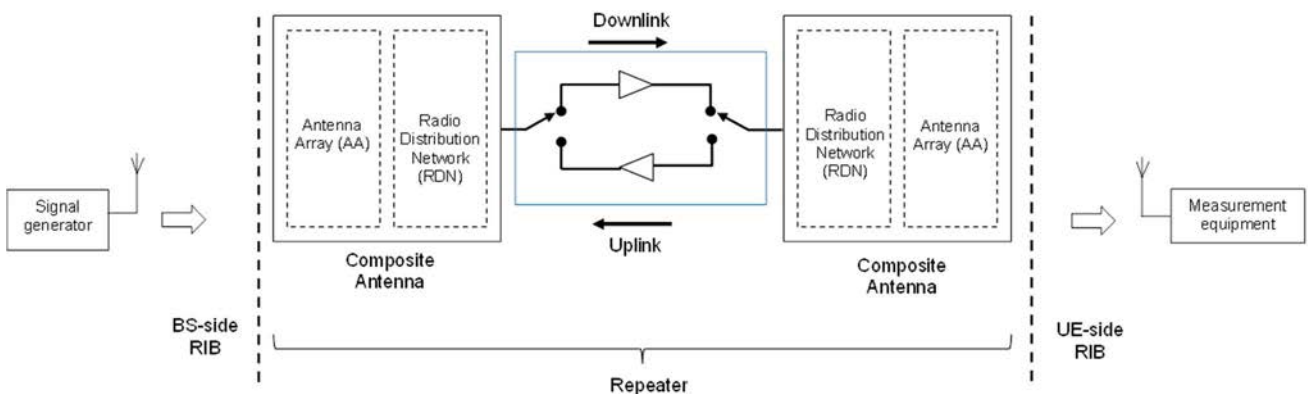 Downlink
Antenna
Array (AA)
Radio
Distribution
Network
(RDN)
Radio
Distribution
Network
(RDN)
Antenna
Array (AA)
Signal
generator
Measurement
equipment
Uplink
Composite
Antenna
Composite
Antenna
BS-side
RIB
UE-side
RIB
Repeater